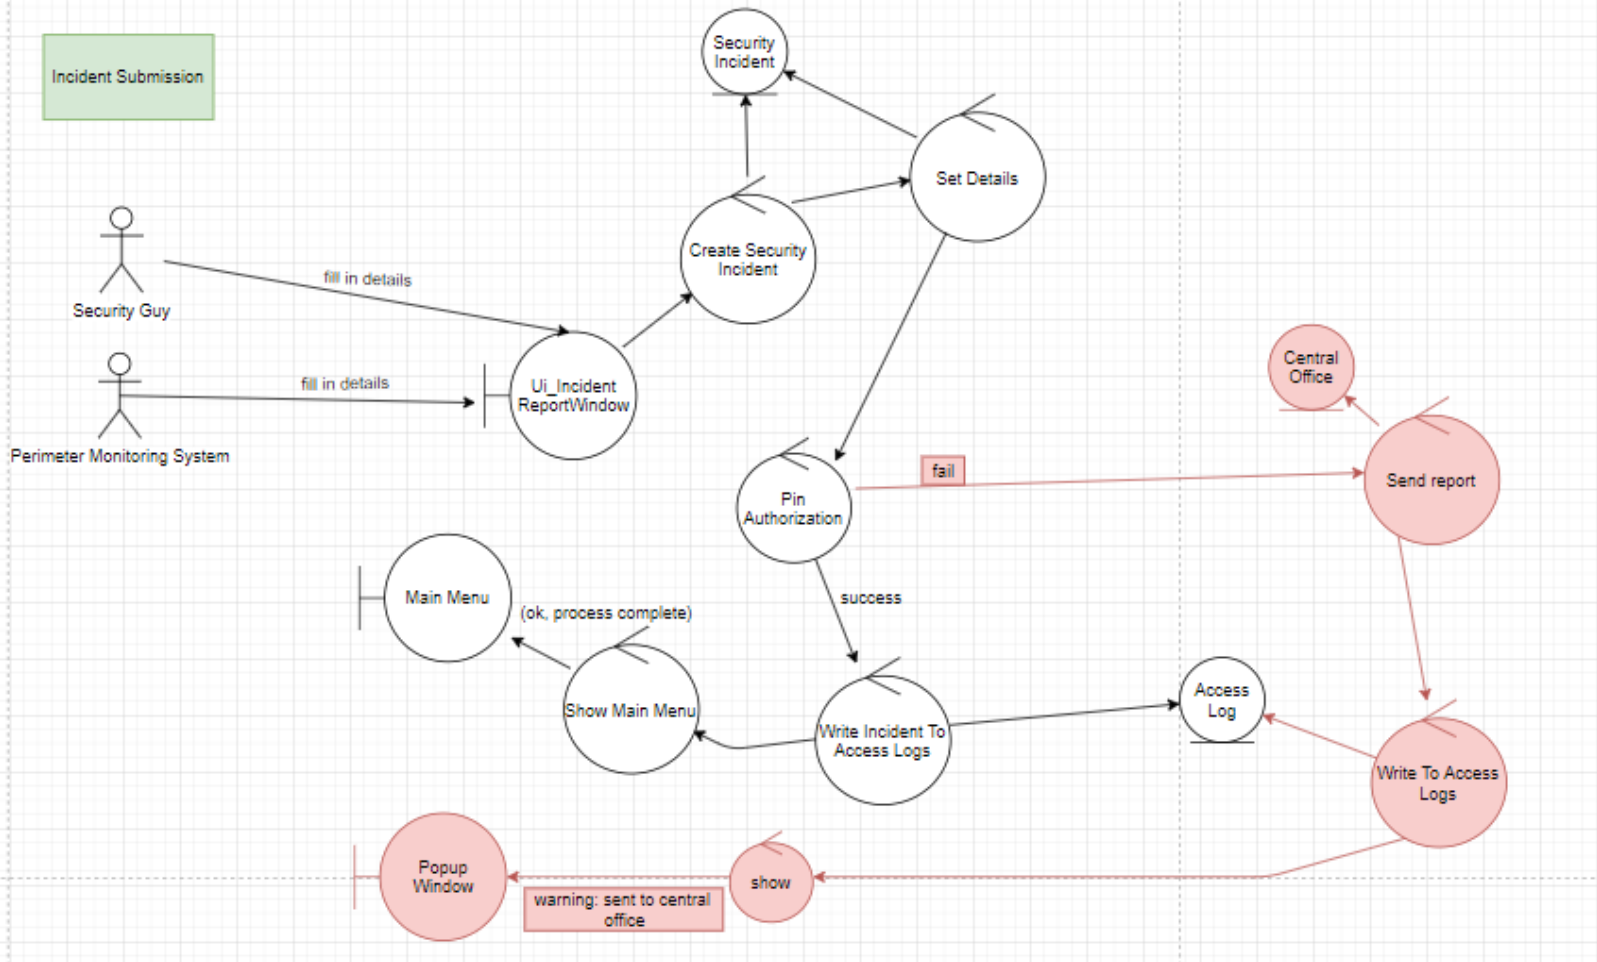 Incident Submission
Security
Incident
Set Details
Create Security
Incident
fill in details
Security Guy
fill in details
Perimeter Monitoring System
Ui_Incident
ReportWindow
Central
Office
fail
Send report
Pin
Authorization
success
Main Menu
(ok, process complete)
Show Main Menu
Write Incident To
Access Logs
Access
Log
Write To Access
Logs
Popup
Window
show
warning: sent to central
office